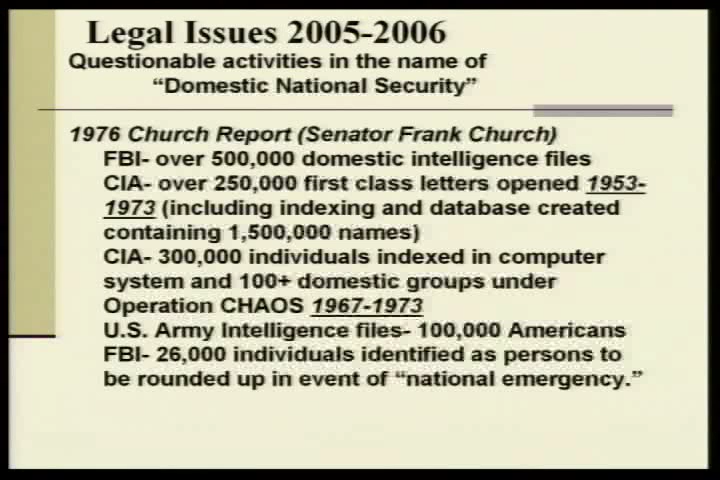 Legal Issues 2005-2006
Questionable activities in the name of
“Domestic National Security”
1976 Church Report (Senator Frank Church)
FBI- over 500,000 domestic intelligence files
CIA- over 250,000 first class letters opened 1953-
1973 (including indexing and database created
containing 1,500,000 names)
CIA- 300,000 individuals indexed in computer
system and 100+ domestic groups under
Operation CHAOS 1967-1973
U.S. Army Intelligence files- 100,000 Americans
FBI- 26,000 individuals identified as persons to
be rounded up in event of “national emergency.”